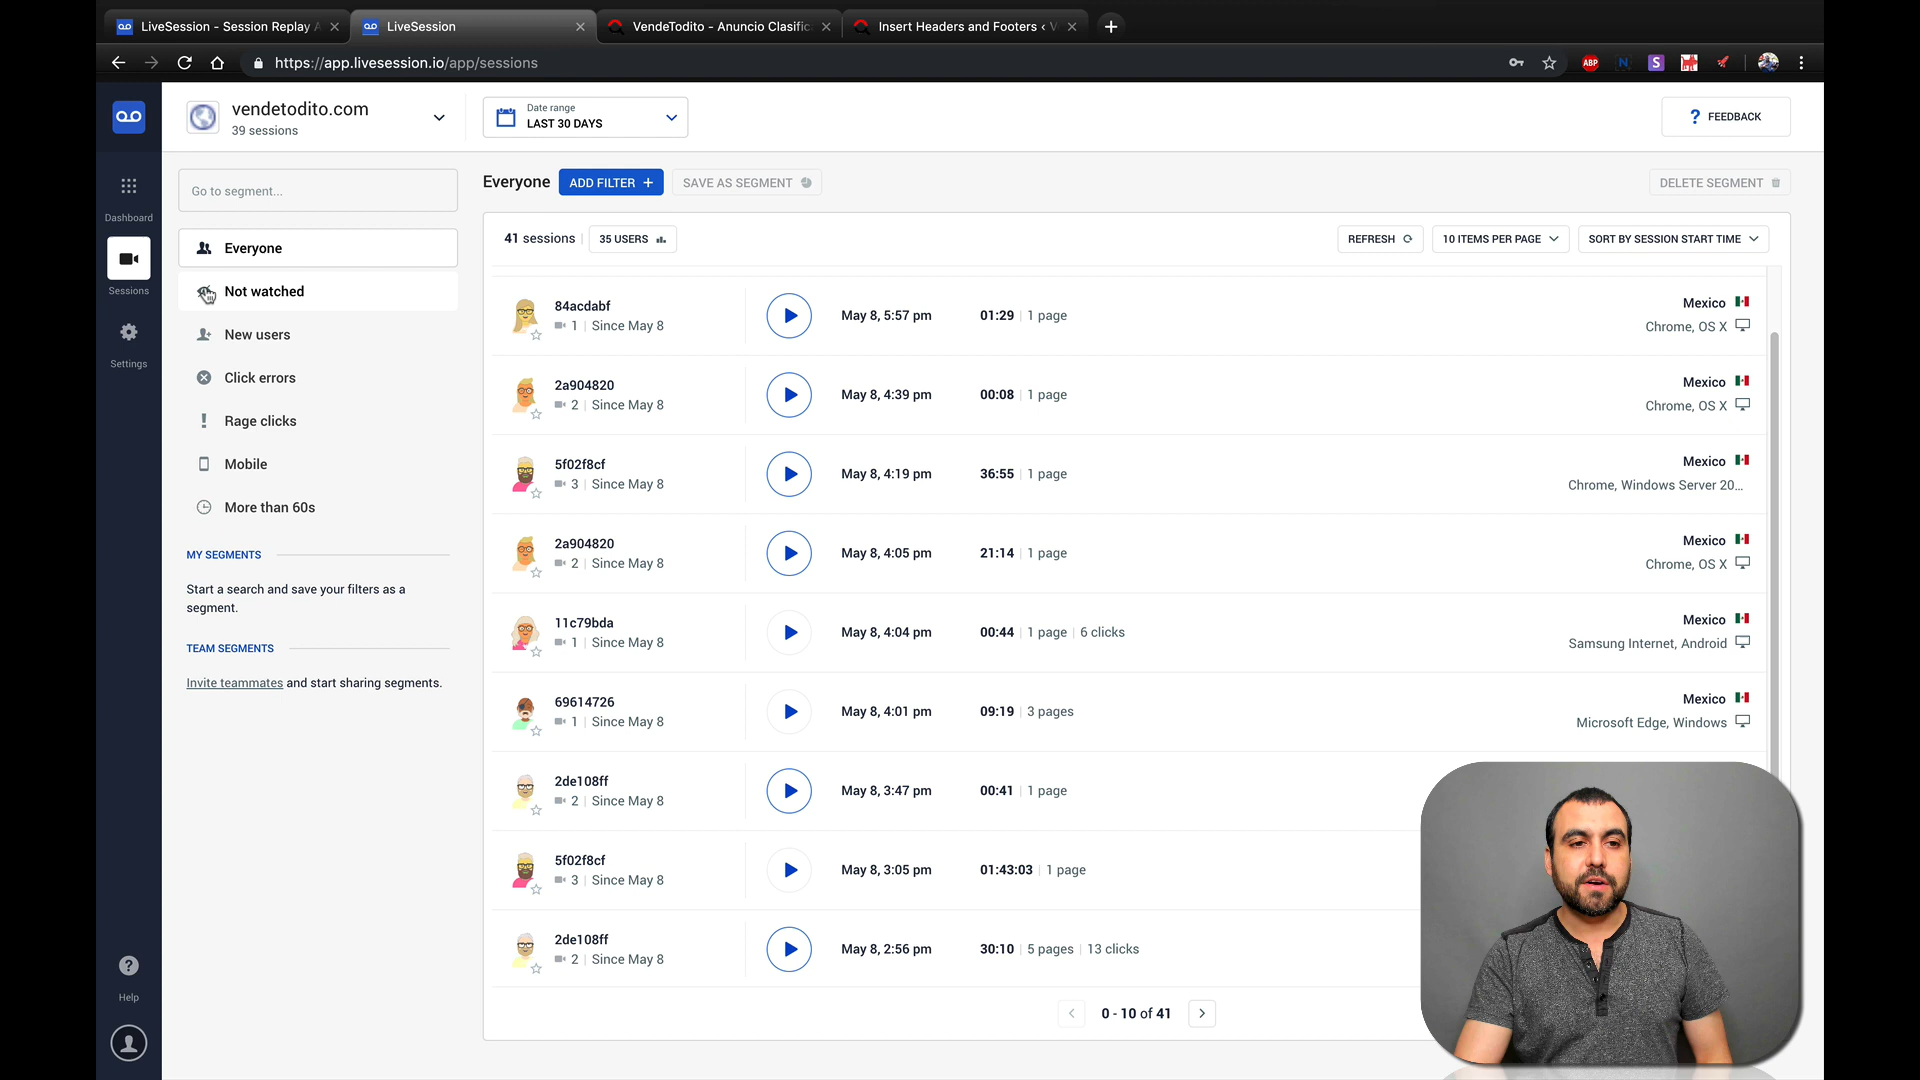 LiveSession - Session Replay A
LiveSession
VendeTodito - Anuncio Clasific
Insert Headers and Footers ‹ V
https://app.livesession.io/app/sessions
ABP
N
S
vendetodito.com
39 sessions
Date range
LAST 30 DAYS
? FEEDBACK
Dashboard
Sessions
Settings
Help
Go to segment...
Everyone
Not watched
New users
Click errors
Rage clicks
Mobile
More than 60s
MY SEGMENTS
Start a search and save your filters as a
segment.
TEAM SEGMENTS
Invite teammates and start sharing segments.
Everyone
ADD FILTER +
SAVE AS SEGMENT
DELETE SEGMENT
41 sessions
35 USERS
REFRESH
10 ITEMS PER PAGE
SORT BY SESSION START TIME
84acdabf
1 | Since May 8
May 8, 5:57 pm
01:29 | 1 page
Mexico
Chrome, OS X
2a904820
2 | Since May 8
May 8, 4:39 pm
00:08 | 1 page
Mexico
Chrome, OS X
5f02f8cf
3 | Since May 8
May 8, 4:19 pm
36:55 | 1 page
Mexico
Chrome, Windows Server 20...
2a904820
2 | Since May 8
May 8, 4:05 pm
21:14 | 1 page
Mexico
Chrome, OS X
11c79bda
1 | Since May 8
May 8, 4:04 pm
00:44 | 1 page | 6 clicks
Mexico
Samsung Internet, Android
69614726
1 | Since May 8
May 8, 4:01 pm
09:19 | 3 pages
Mexico
Microsoft Edge, Windows
2de108ff
2 | Since May 8
May 8, 3:47 pm
00:41 | 1 page
5f02f8cf
3 | Since May 8
May 8, 3:05 pm
01:43:03 | 1 page
2de108ff
2 | Since May 8
May 8, 2:56 pm
30:10 | 5 pages | 13 clicks
0 - 10 of 41